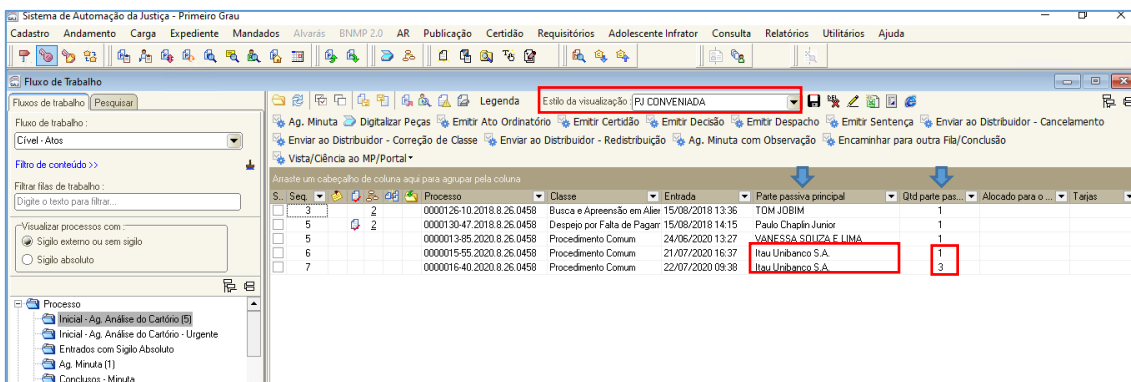 Sistema de Automação da Justiça - Primeiro Grau
Cadastro Andamento Carga Expediente Mandados Alvarás BNMP 2.0 AR Publicação Certidão Requisitórios Adolescente Infrator Consulta Relatórios Utilitários Ajuda
Fluxo de Trabalho
Fluxos de trabalho Pesquisar
Legenda Estilo da visualização: PJ CONVENIADA
Fluxo de trabalho :
Cível - Atos
Filtro de conteúdo >>
Filtrar filas de trabalho :
Digite o texto para filtrar...
Visualizar processos com :
Sigilo externo ou sem sigilo
Sigilo absoluto
Processo
Inicial - Ag. Análise do Cartório (5)
Inicial - Ag. Análise do Cartório - Urgente
Entrados com Sigilo Absoluto
Ag. Minuta (1)
Conclusos - Minuta
Ag. Minuta Digitalizar Peças Emitir Ato Ordinatório Emitir Certidão Emitir Decisão Emitir Despacho Emitir Sentença Enviar ao Distribuidor - Cancelamento
Enviar ao Distribuidor - Correção de Classe Enviar ao Distribuidor - Redistribuição Ag. Minuta com Observação Encaminhar para outra Fila/Conclusão
Vista/Ciência ao MP/Portal
Arraste um cabeçalho de coluna aqui para agrupar pela coluna
S... Seq. Processo Classe Entrada Parte passiva principal Qtd parte pas... Alocado para o ... Tarjas
3 2 0000126-10.2018.8.26.0458 Busca e Apreensão em Alier 15/08/2018 13:36 TOM JOBIM 1
5 2 0000130-47.2018.8.26.0458 Despejo por Falta de Pagam 15/08/2018 14:15 Paulo Chaplin Junior 1
5 0000013-85.2020.8.26.0458 Procedimento Comum 24/06/2020 13:27 VANESSA SOUZA E LIMA 1
6 0000015-55.2020.8.26.0458 Procedimento Comum 21/07/2020 16:37 Itau Unibanco S.A. 1
7 0000016-40.2020.8.26.0458 Procedimento Comum 22/07/2020 09:38 Itau Unibanco S.A. 3